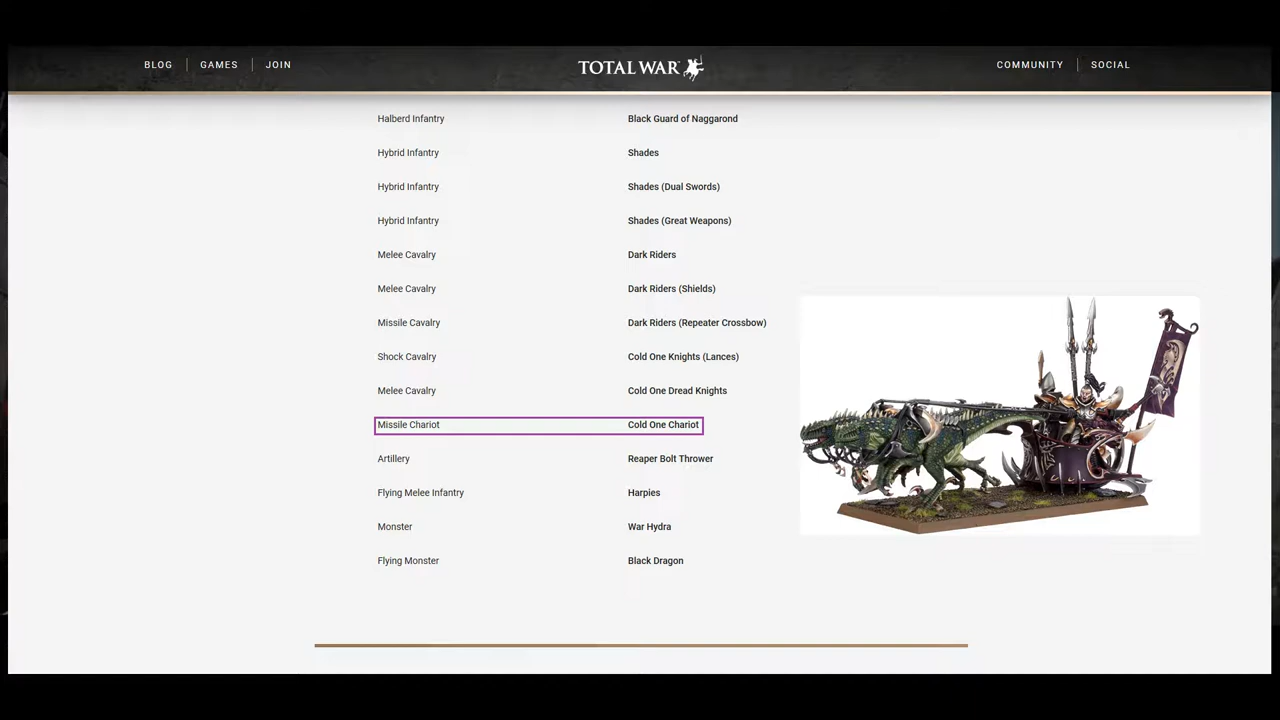 BLOG GAMES JOIN TOTAL WAR COMMUNITY SOCIAL
Halberd Infantry Black Guard of Naggarond
Hybrid Infantry Shades
Hybrid Infantry Shades (Dual Swords)
Hybrid Infantry Shades (Great Weapons)
Melee Cavalry Dark Riders
Melee Cavalry Dark Riders (Shields)
Missile Cavalry Dark Riders (Repeater Crossbow)
Shock Cavalry Cold One Knights (Lances)
Melee Cavalry Cold One Dread Knights
Missile Chariot Cold One Chariot
Artillery Reaper Bolt Thrower
Flying Melee Infantry Harpies
Monster War Hydra
Flying Monster Black Dragon